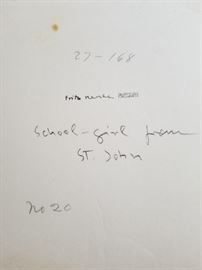 27-168
Fritz Henle
School-girl from
St. John
No 20